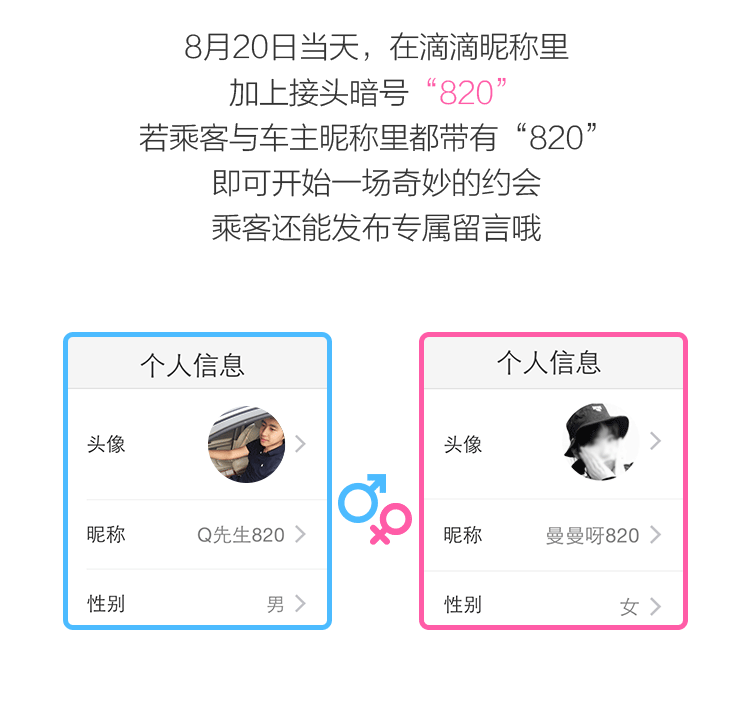 8月20日当天，在滴滴昵称里
加上接头暗号“820”
若乘客与车主昵称里都带有“820”
即可开始一场奇妙的约会
乘客还能发布专属留言哦
个人信息
头像
昵称 Q先生820
性别 男
个人信息
头像
昵称 曼曼呀820
性别 女